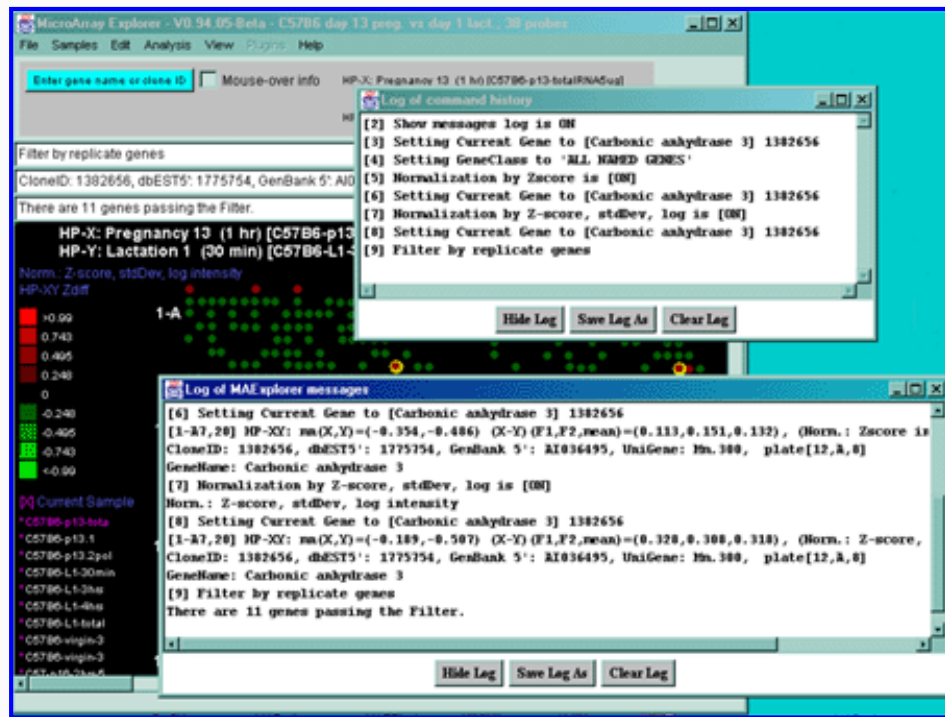 MicroArray Explorer - V0.94.05-Beta - C57B6 day 13 preg. vs day 1 lact., 38 probes
File Samples Edit Analysis View Plugins Help
Enter gene name or clone ID Mouse-over info HP-X: Pregnancy 13 (1 hr) [C57B6-p13-totalRNA5ug]
Log of command history
[2] Show messages log is ON
[3] Setting Current Gene to [Carbonic anhydrase 3] 1382656
[4] Setting GeneClass to 'ALL NAMED GENES'
[5] Normalization by Zscore is [ON]
[6] Setting Current Gene to [Carbonic anhydrase 3] 1382656
[7] Normalization by Z-score, stdDev, log is [ON]
[8] Setting Current Gene to [Carbonic anhydrase 3] 1382656
[9] Filter by replicate genes
Hide Log Save Log As Clear Log
Filter by replicate genes
CloneID: 1382656, dbEST5': 1775754, GenBank 5': AI0
There are 11 genes passing the Filter.
HP-X: Pregnancy 13 (1 hr) [C57B6-p13
HP-Y: Lactation 1 (30 min) [C57B6-L1-
Norm.: Z-score, stdDev, log intensity
HP-XY Zdiff
1-A
>0.99
0.743
0.495
0.248
0
-0.248
-0.495
-0.743
<-0.99
[X] Current Sample
*C57B6-p13-tota
*C57B6-p13.1
*C57B6-p13.2pol
*C57B6-L1-30min
*C57B6-L1-3hrs
*C57B6-L1-4hrs
*C57B6-L1-total
*C57B6-virgin-3
*C57B6-virgin-3
Log of MAExplorer messages
[6] Setting Current Gene to [Carbonic anhydrase 3] 1382656
[1-A7,20] HP-XY: mn(X,Y)=(-0.354,-0.486) (X-Y)(F1,F2,mean)=(0.113,0.151,0.132), (Norm.: Zscore in
CloneID: 1382656, dbEST5': 1775754, GenBank 5': AI036495, UniGene: Mm.300, plate[12,A,8]
GeneName: Carbonic anhydrase 3
[7] Normalization by Z-score, stdDev, log is [ON]
Norm.: Z-score, stdDev, log intensity
[8] Setting Current Gene to [Carbonic anhydrase 3] 1382656
[1-A7,20] HP-XY: mn(X,Y)=(-0.189,-0.507) (X-Y)(F1,F2,mean)=(0.328,0.308,0.318), (Norm.: Z-score,
CloneID: 1382656, dbEST5': 1775754, GenBank 5': AI036495, UniGene: Mm.300, plate[12,A,8]
GeneName: Carbonic anhydrase 3
[9] Filter by replicate genes
There are 11 genes passing the Filter.
Hide Log Save Log As Clear Log